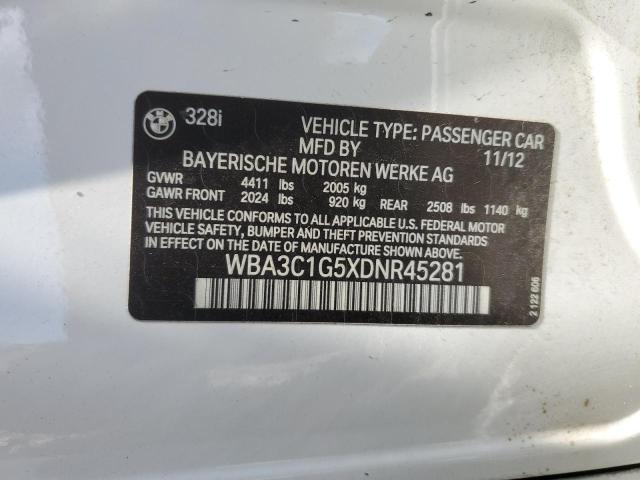 BMW 328i
VEHICLE TYPE: PASSENGER CAR
MFD BY 11/12
BAYERISCHE MOTOREN WERKE AG
GVWR 4411 lbs 2005 kg
GAWR FRONT 2024 lbs 920 kg REAR 2508 lbs 1140 kg
THIS VEHICLE CONFORMS TO ALL APPLICABLE U.S. FEDERAL MOTOR
VEHICLE SAFETY, BUMPER AND THEFT PREVENTION STANDARDS
IN EFFECT ON THE DATE OF MANUFACTURE SHOWN ABOVE.
WBA3C1G5XDNR45281
2 122 606